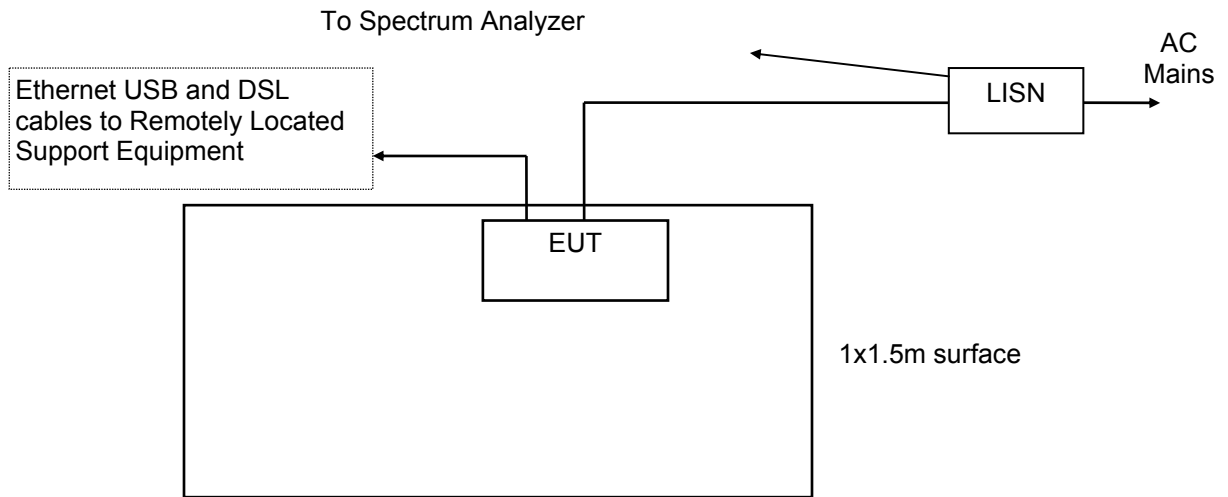 To Spectrum Analyzer
AC
Mains
Ethernet USB and DSL
cables to Remotely Located
Support Equipment
LISN
EUT
1x1.5m surface